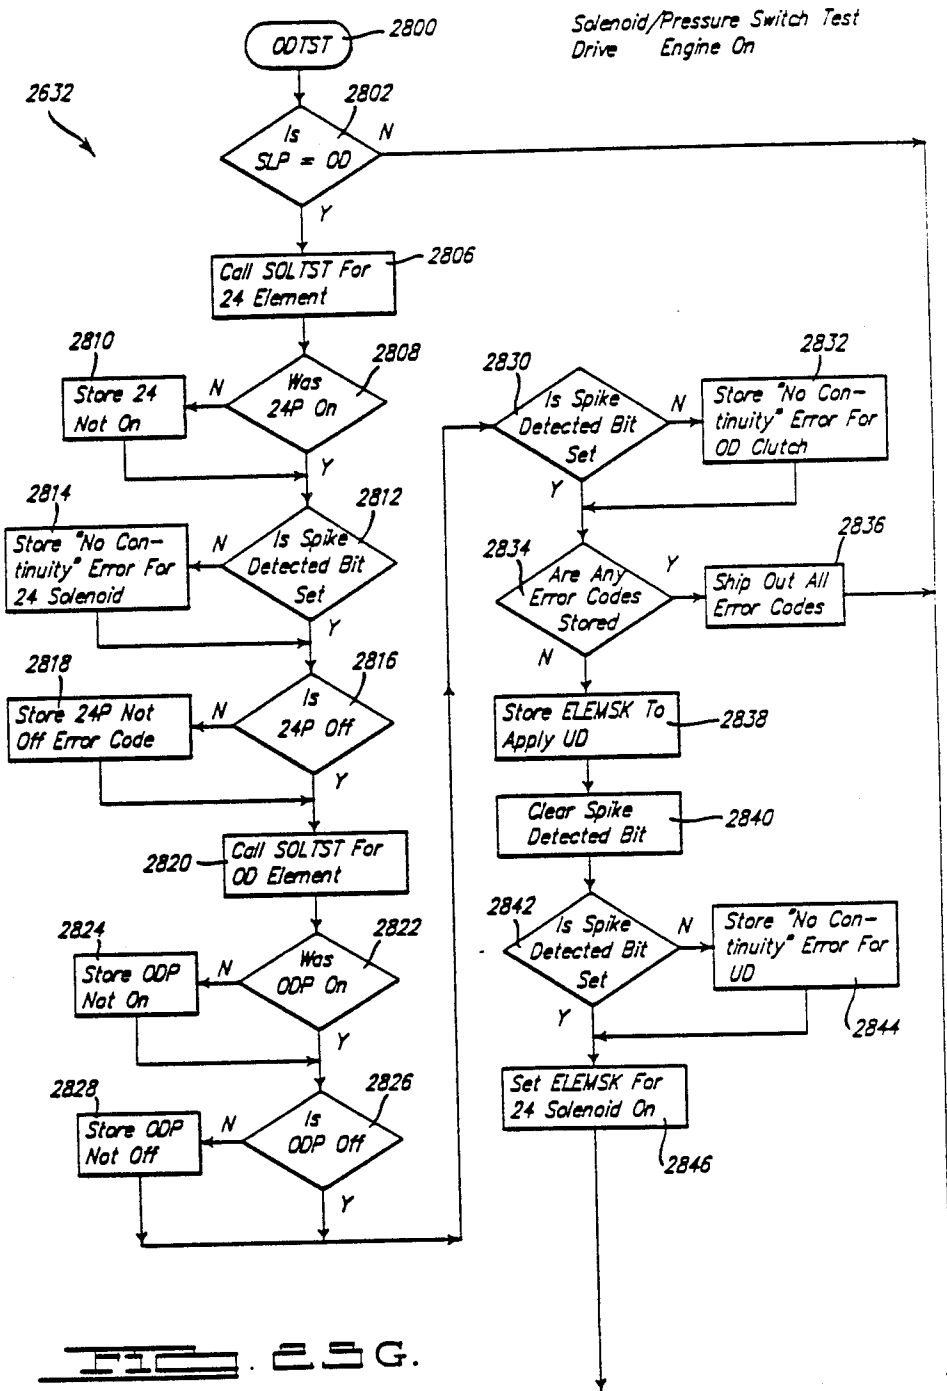 Solenoid/Pressure Switch Test
Drive Engine On
ODTST
2800
2632
2802
Is
SLP = OD
N
Y
Call SOLTST For
24 Element
2806
2810
Store 24
Not On
N
Was
24P On
2808
Y
2814
Store "No Con-
tinuity" Error For
24 Solenoid
N
Is Spike
Detected Bit
Set
2812
Y
2818
Store 24P Not
Off Error Code
N
Is
24P Off
2816
Y
2820
Call SOLTST For
OD Element
2824
Store ODP
Not On
N
Was
ODP On
2822
Y
2828
Store ODP
Not Off
N
Is
ODP Off
2826
Y
2830
Is Spike
Detected Bit
Set
N
Y
2832
Store "No Con-
tinuity" Error For
OD Clutch
2834
Are Any
Error Codes
Stored
Y
N
2836
Ship Out All
Error Codes
Store ELEMSK To
Apply UD
2838
Clear Spike
Detected Bit
2840
2842
Is Spike
Detected Bit
Set
N
Y
Store "No Con-
tinuity" Error For
UD
2844
Set ELEMSK For
24 Solenoid On
2846
FIG. 25G.